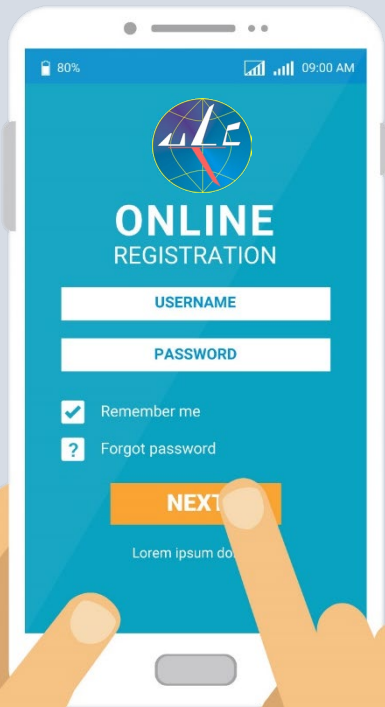 80% 09:00 AM
ONLINE
REGISTRATION
USERNAME
PASSWORD
Remember me
? Forgot password
NEXT
Lorem ipsum